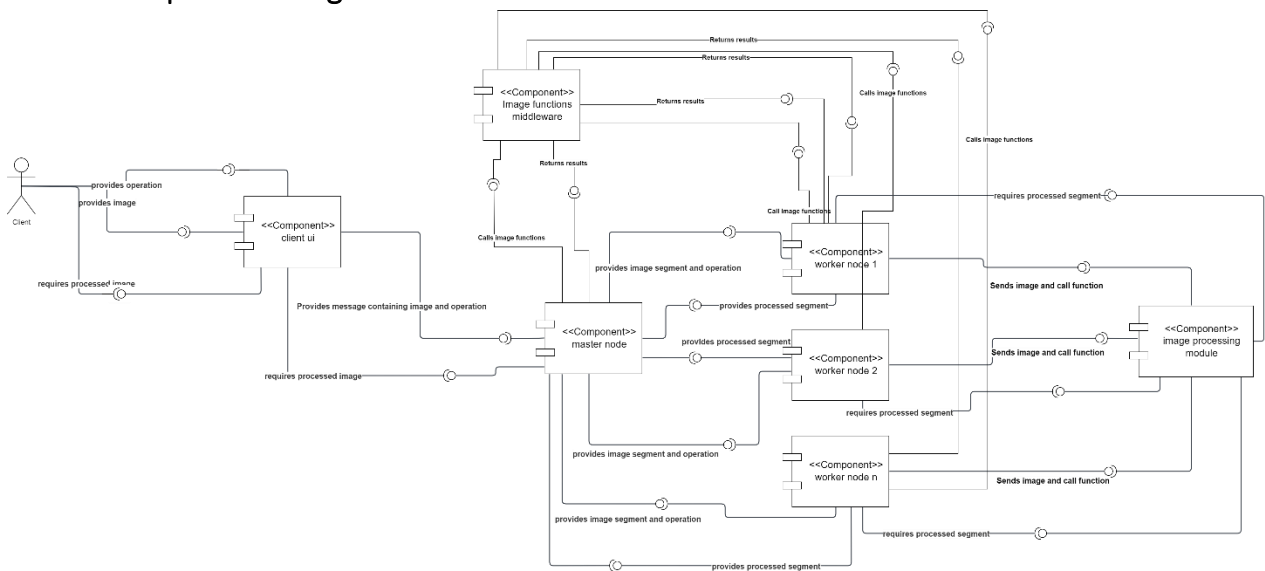 Returns results
Returns results
Calls image functions
<<Component>>
Image functions
middleware
Returns results
Calls image functions
Returns results
provides operation
provides image
Client
requires processed image
<<Component>>
client ui
Calls image functions
Call image functions
requires processed segment
<<Component>>
worker node 1
provides image segment and operation
Sends image and call function
Provides message containing image and operation
provides processed segment
<<Component>>
master node
provides processed segment
<<Component>>
worker node 2
Sends image and call function
<<Component>>
image processing
module
requires processed image
requires processed segment
provides image segment and operation
<<Component>>
worker node n
Sends image and call function
provides image segment and operation
requires processed segment
provides processed segment